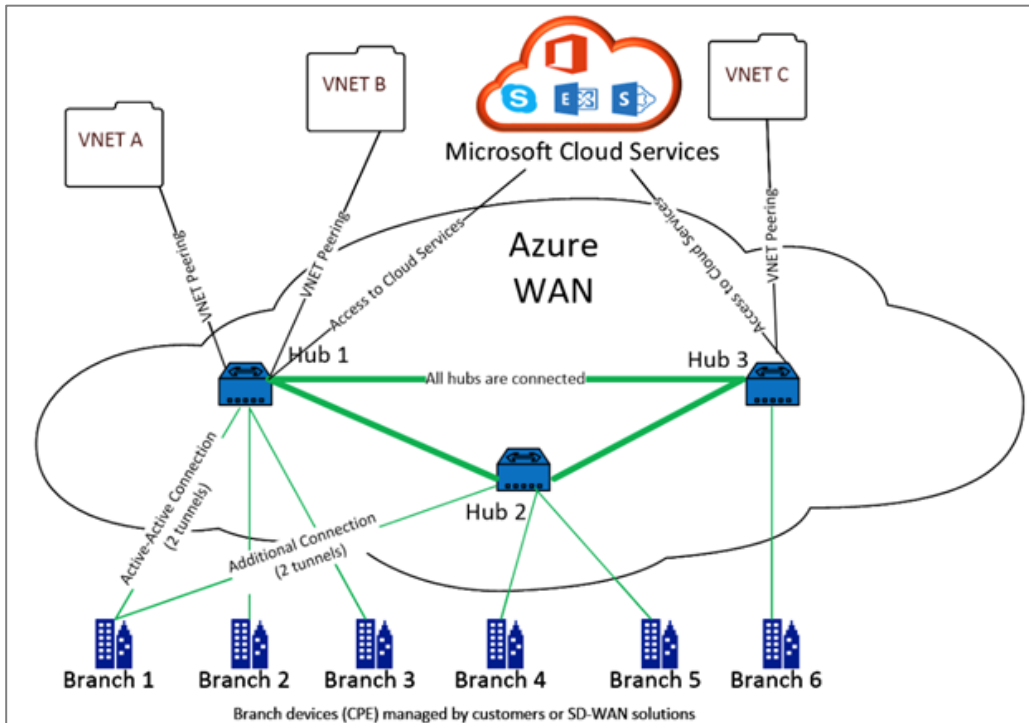 VNET A
VNET B
VNET C
S
E
S
Microsoft Cloud Services
VNET Peering
VNET Peering
Access to Cloud Services
Access to Cloud Services
VNET Peering
Azure
WAN
Hub 1
Hub 3
All hubs are connected
Hub 2
Active-Active Connection
(2 tunnels)
Additional Connection
(2 tunnels)
Branch 1
Branch 2
Branch 3
Branch 4
Branch 5
Branch 6
Branch devices (CPE) managed by customers or SD-WAN solutions